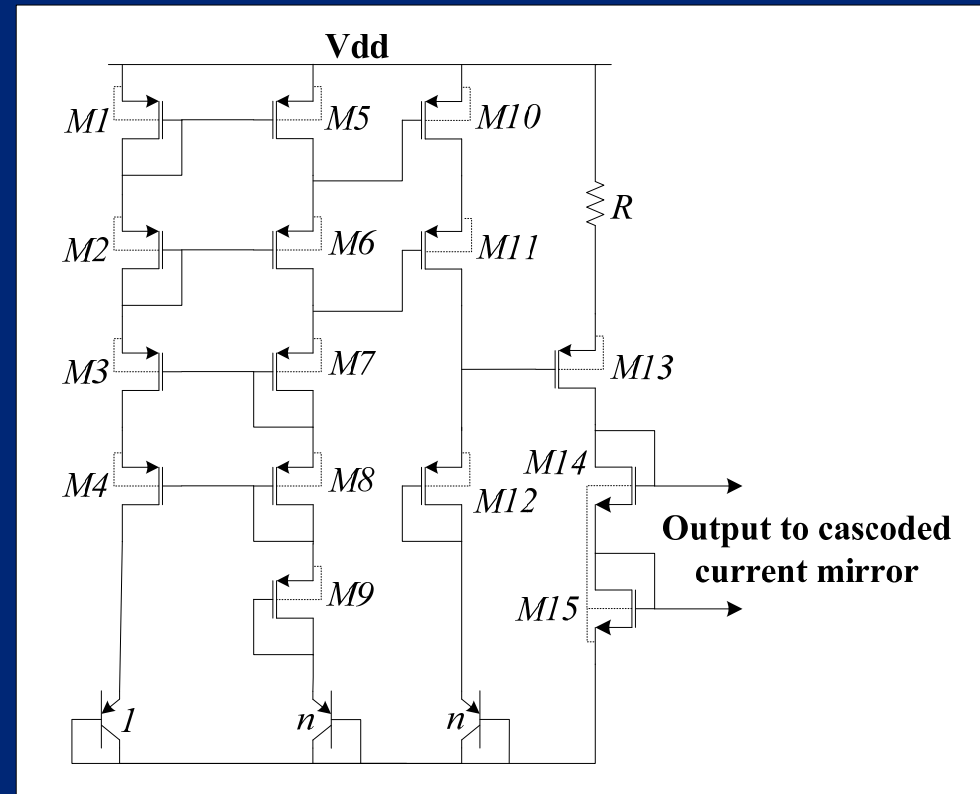 Vdd
M1
M5
M10
R
M2
M6
M11
M3
M7
M13
M4
M8
M12
M14
Output to cascoded
current mirror
M9
M15
1
n
n